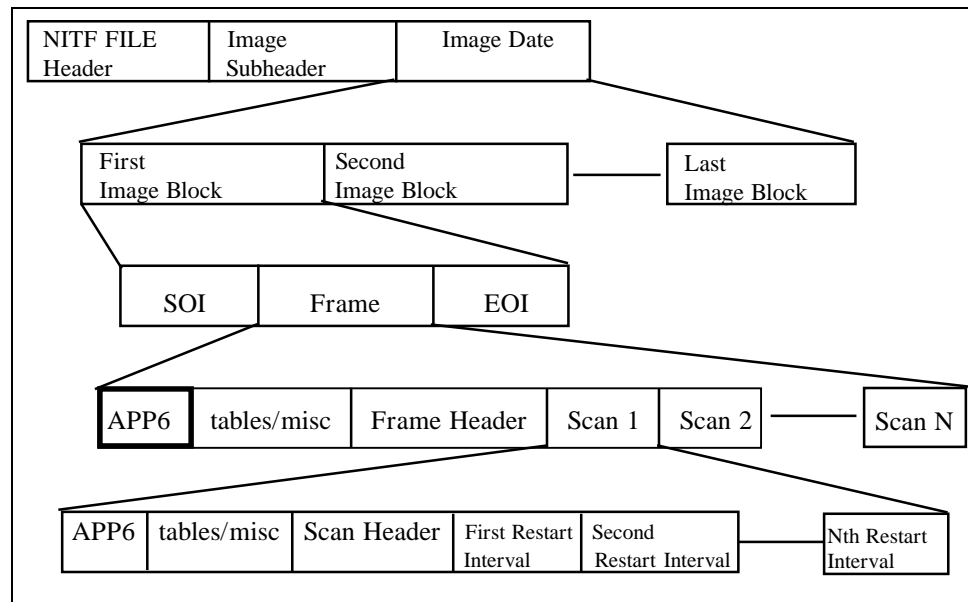 NITF FILE Image Image Date
Header Subheader
First Second Last
Image Block Image Block Image Block
SOI Frame EOI
APP6 tables/misc Frame Header Scan 1 Scan 2 Scan N
APP6 tables/misc Scan Header First Restart Second Nth Restart
Interval Restart Interval Interval